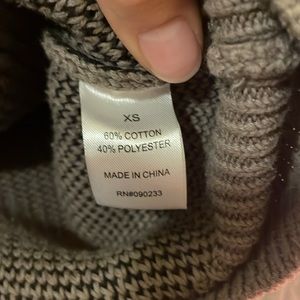 XS
60% COTTON
40% POLYESTER
MADE IN CHINA
RN#090233